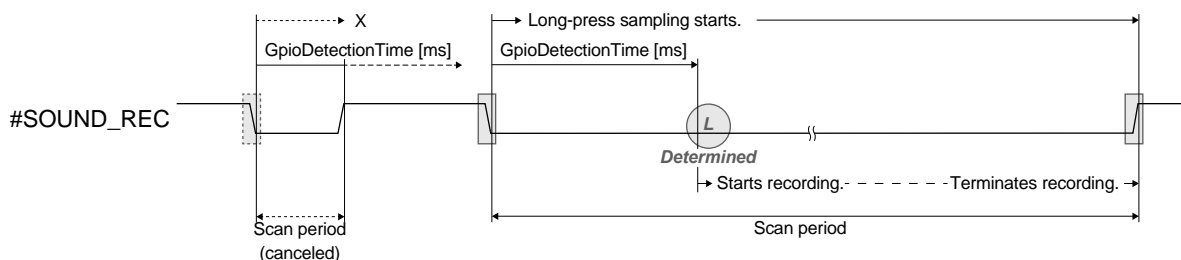 X
Long-press sampling starts.
GpioDetectionTime [ms]
GpioDetectionTime [ms]
#SOUND_REC
L
Determined
Starts recording.
Terminates recording.
Scan period
(canceled)
Scan period